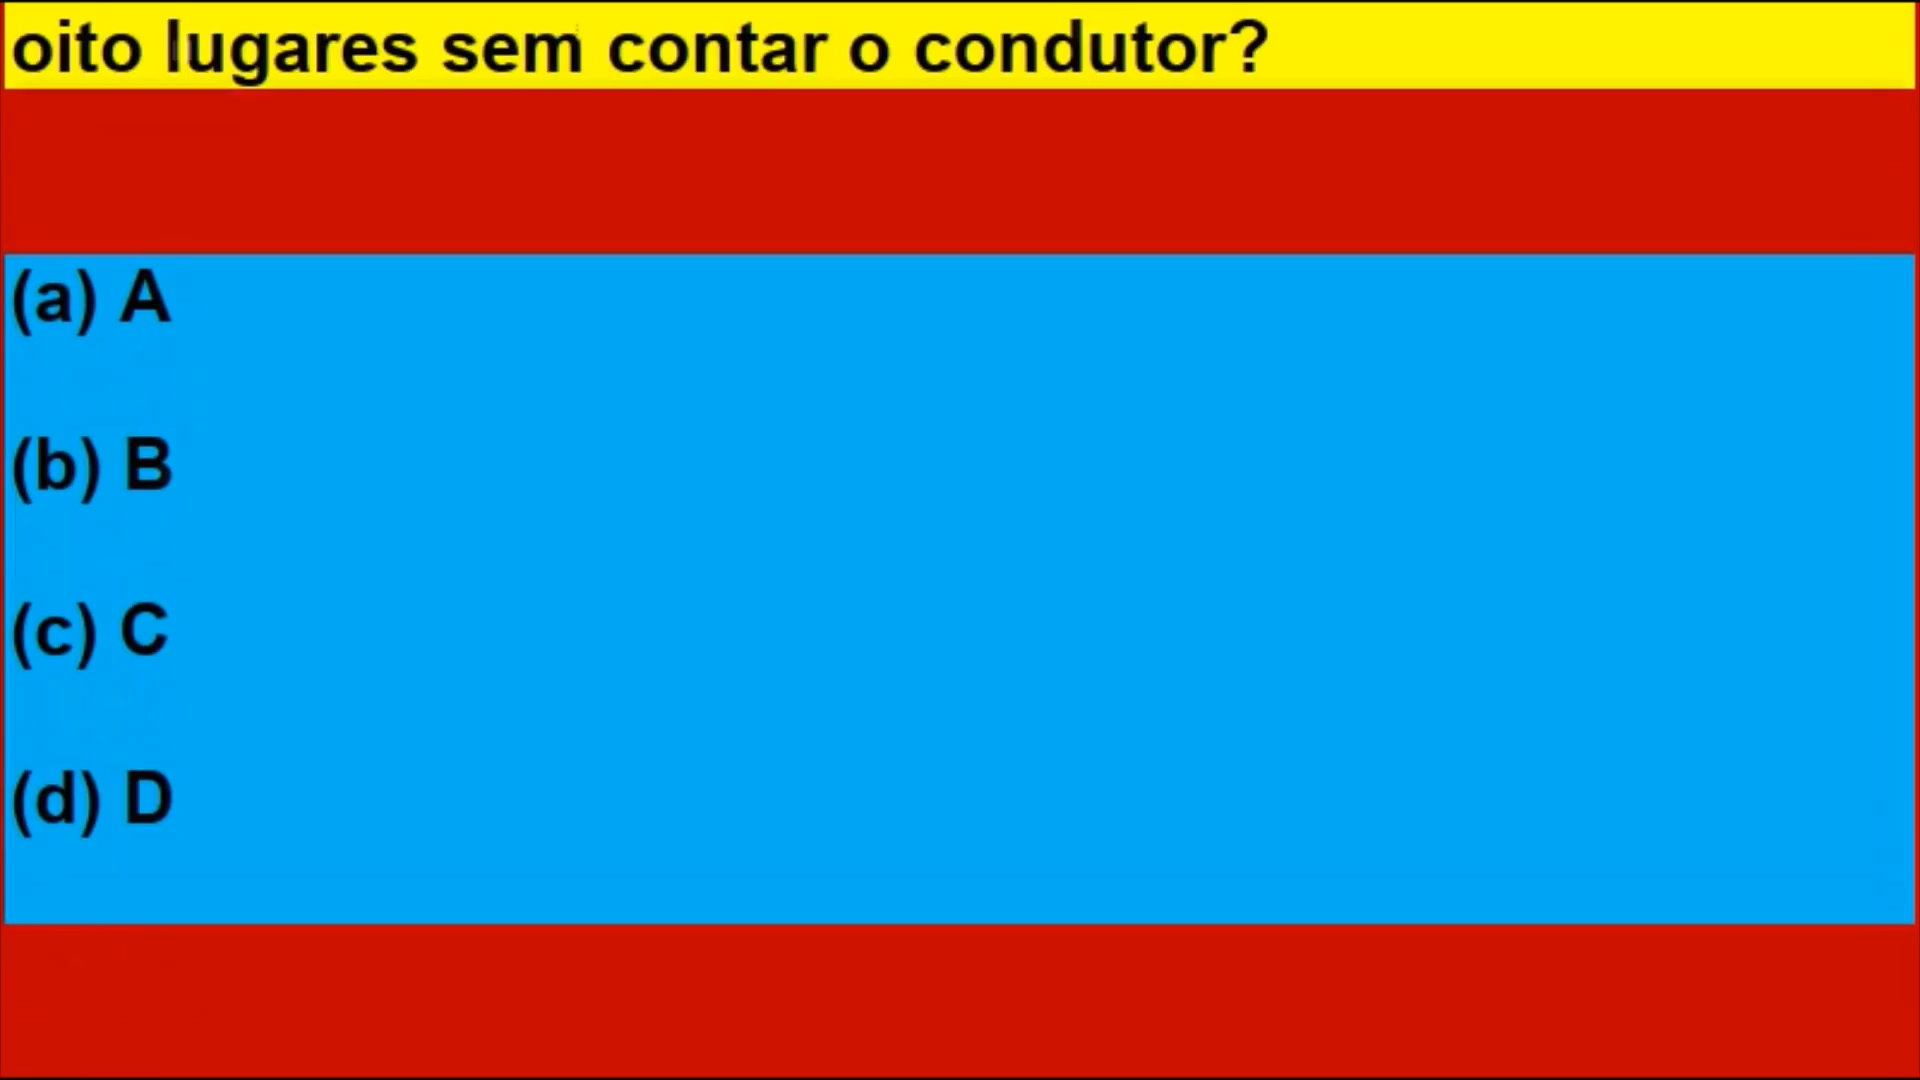 oito lugares sem contar o condutor?
(a) A
(b) B
(c) C
(d) D